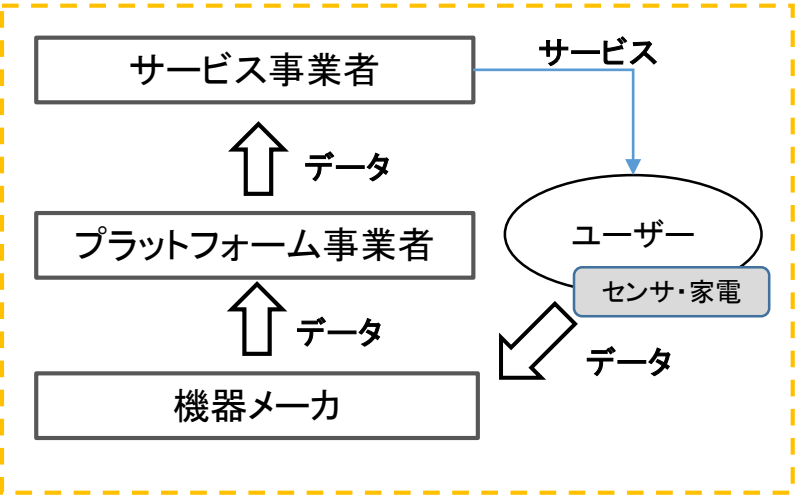 サービス事業者
サービス
データ
プラットフォーム事業者
ユーザー
センサ・家電
データ
データ
機器メーカ